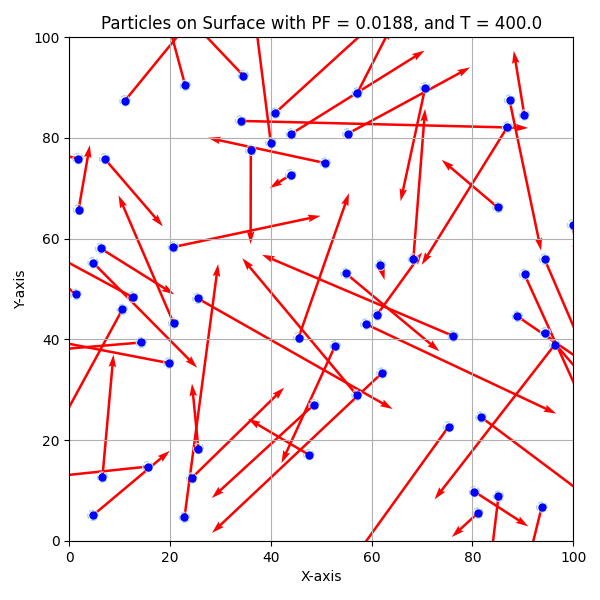 Particles on Surface with PF = 0.0188, and T = 400.0
100
80
60
40
20
0
Y-axis
0 20 40 60 80 100
X-axis